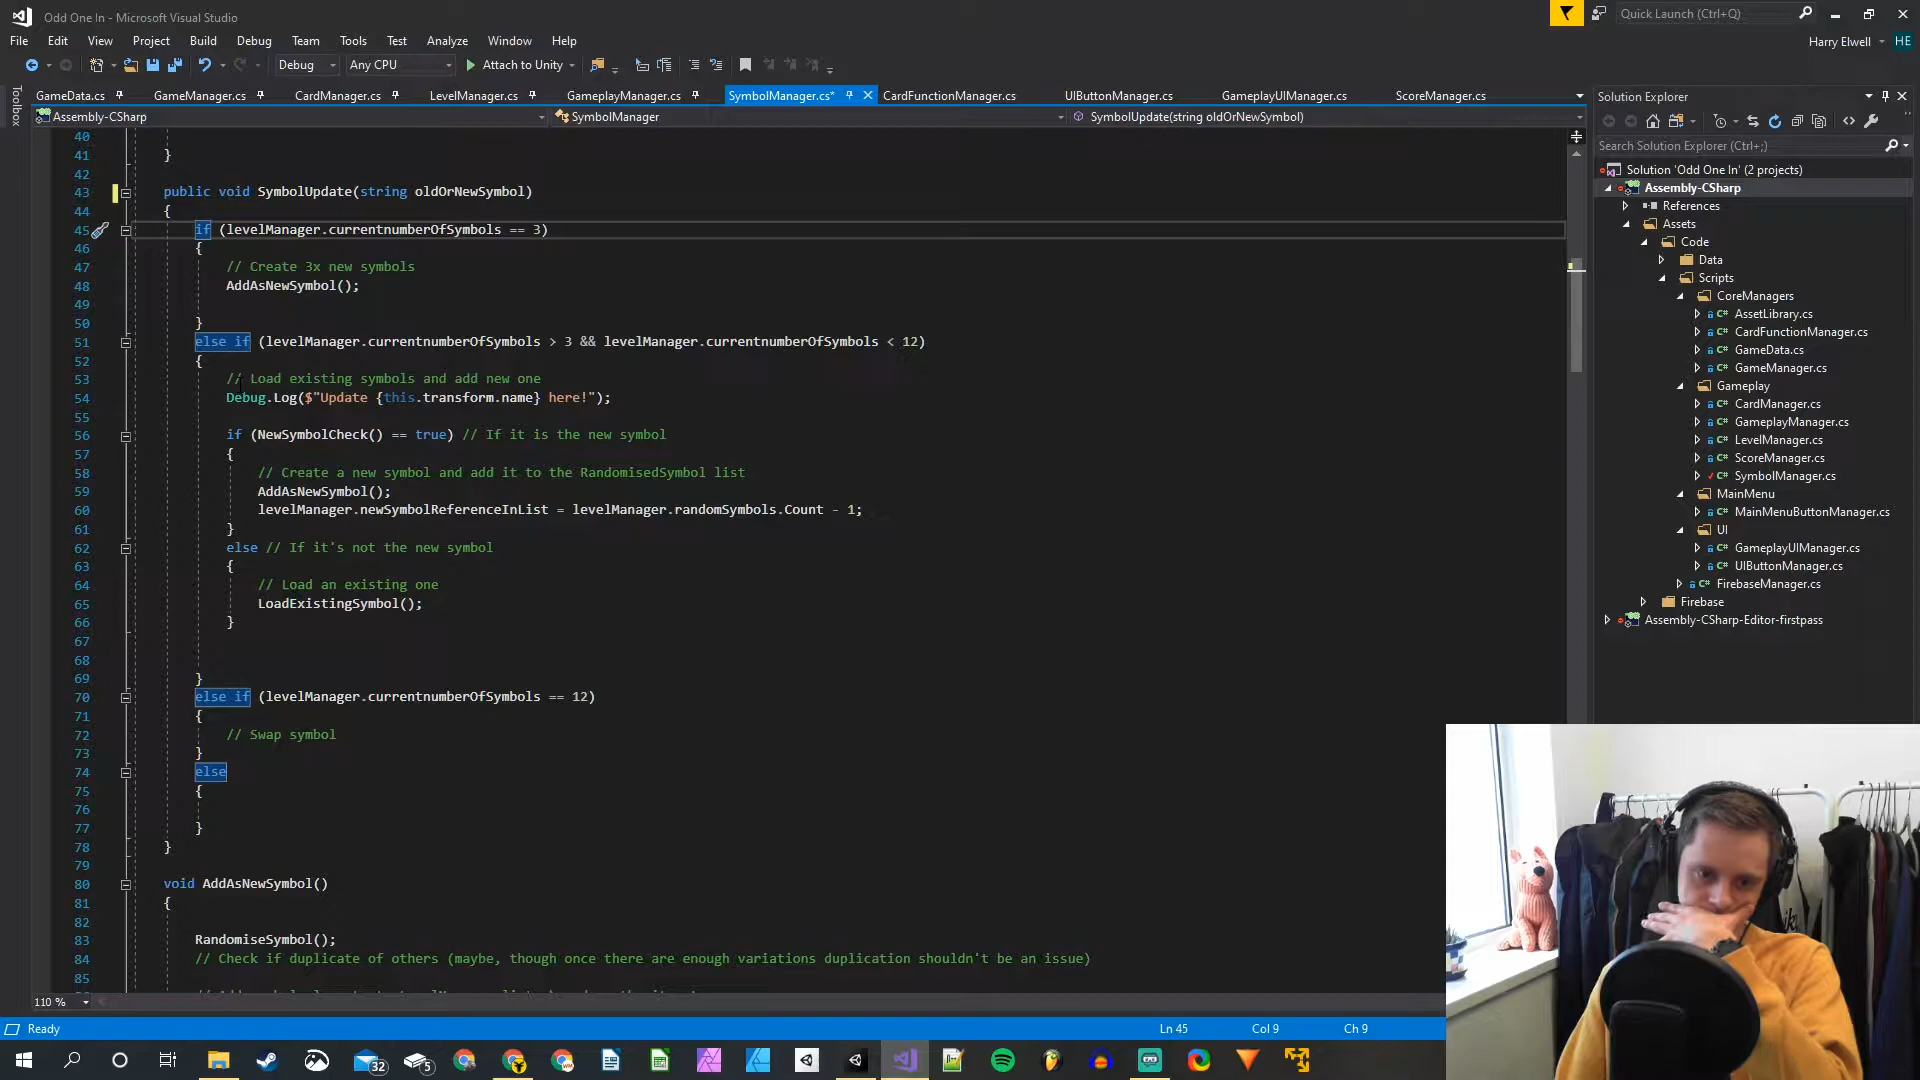 Odd One In - Microsoft Visual Studio
Quick Launch (Ctrl+Q)
File Edit View Project Build Debug Team Tools Test Analyze Window Help
Harry Elwell HE
Debug Any CPU Attach to Unity
Toolbox
GameData.cs GameManager.cs CardManager.cs LevelManager.cs GameplayManager.cs SymbolManager.cs* CardFunctionManager.cs UIButtonManager.cs GameplayUIManager.cs ScoreManager.cs
Assembly-CSharp SymbolManager SymbolUpdate(string oldOrNewSymbol)
40
41 }
42
43 public void SymbolUpdate(string oldOrNewSymbol)
44 {
45 if (levelManager.currentnumberOfSymbols == 3)
46 {
47 // Create 3x new symbols
48 AddAsNewSymbol();
49
50 }
51 else if (levelManager.currentnumberOfSymbols > 3 && levelManager.currentnumberOfSymbols < 12)
52 {
53 // Load existing symbols and add new one
54 Debug.Log($"Update {this.transform.name} here!");
55
56 if (NewSymbolCheck() == true) // If it is the new symbol
57 {
58 // Create a new symbol and add it to the RandomisedSymbol list
59 AddAsNewSymbol();
60 levelManager.newSymbolReferenceInList = levelManager.randomSymbols.Count - 1;
61 }
62 else // If it's not the new symbol
63 {
64 // Load an existing one
65 LoadExistingSymbol();
66 }
67
68
69 }
70 else if (levelManager.currentnumberOfSymbols == 12)
71 {
72 // Swap symbol
73 }
74 else
75 {
76
77 }
78 }
79
80 void AddAsNewSymbol()
81 {
82
83 RandomiseSymbol();
84 // Check if duplicate of others (maybe, though once there are enough variations duplication shouldn't be an issue)
85
110 %
Solution Explorer
Search Solution Explorer (Ctrl+;)
Solution 'Odd One In' (2 projects)
Assembly-CSharp
References
Assets
Code
Data
Scripts
CoreManagers
AssetLibrary.cs
CardFunctionManager.cs
GameData.cs
GameManager.cs
Gameplay
CardManager.cs
GameplayManager.cs
LevelManager.cs
ScoreManager.cs
SymbolManager.cs
MainMenu
MainMenuButtonManager.cs
UI
GameplayUIManager.cs
UIButtonManager.cs
FirebaseManager.cs
Firebase
Assembly-CSharp-Editor-firstpass
Ready Ln 45 Col 9 Ch 9
32 5